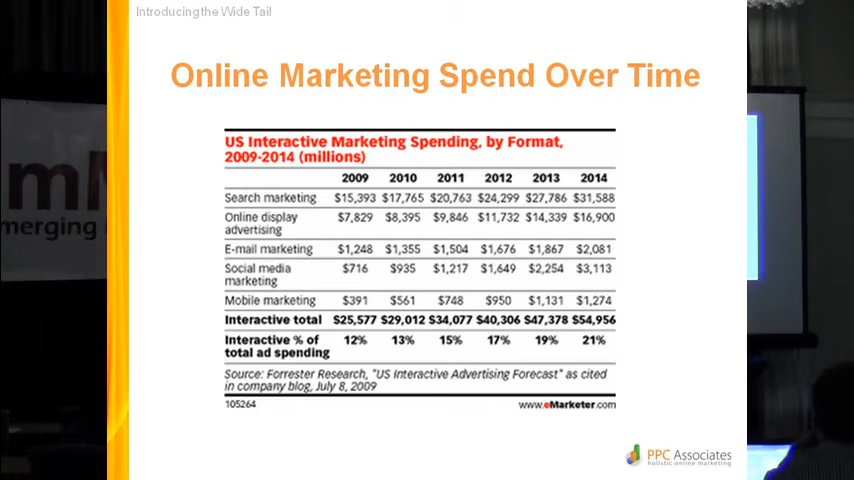 Introducing the Wide Tail
Online Marketing Spend Over Time
US Interactive Marketing Spending, by Format,
2009-2014 (millions)
2009 2010 2011 2012 2013 2014
Search marketing $15,393 $17,765 $20,763 $24,299 $27,786 $31,588
Online display
advertising $7,829 $8,395 $9,846 $11,732 $14,339 $16,900
E-mail marketing $1,248 $1,355 $1,504 $1,676 $1,867 $2,081
Social media
marketing $716 $935 $1,217 $1,649 $2,254 $3,113
Mobile marketing $391 $561 $748 $950 $1,131 $1,274
Interactive total $25,577 $29,012 $34,077 $40,306 $47,378 $54,956
Interactive % of
total ad spending 12% 13% 15% 17% 19% 21%
Source: Forrester Research, "US Interactive Advertising Forecast" as cited
in company blog, July 8, 2009
105264 www.eMarketer.com
PPC Associates
holistic online marketing
m
merging